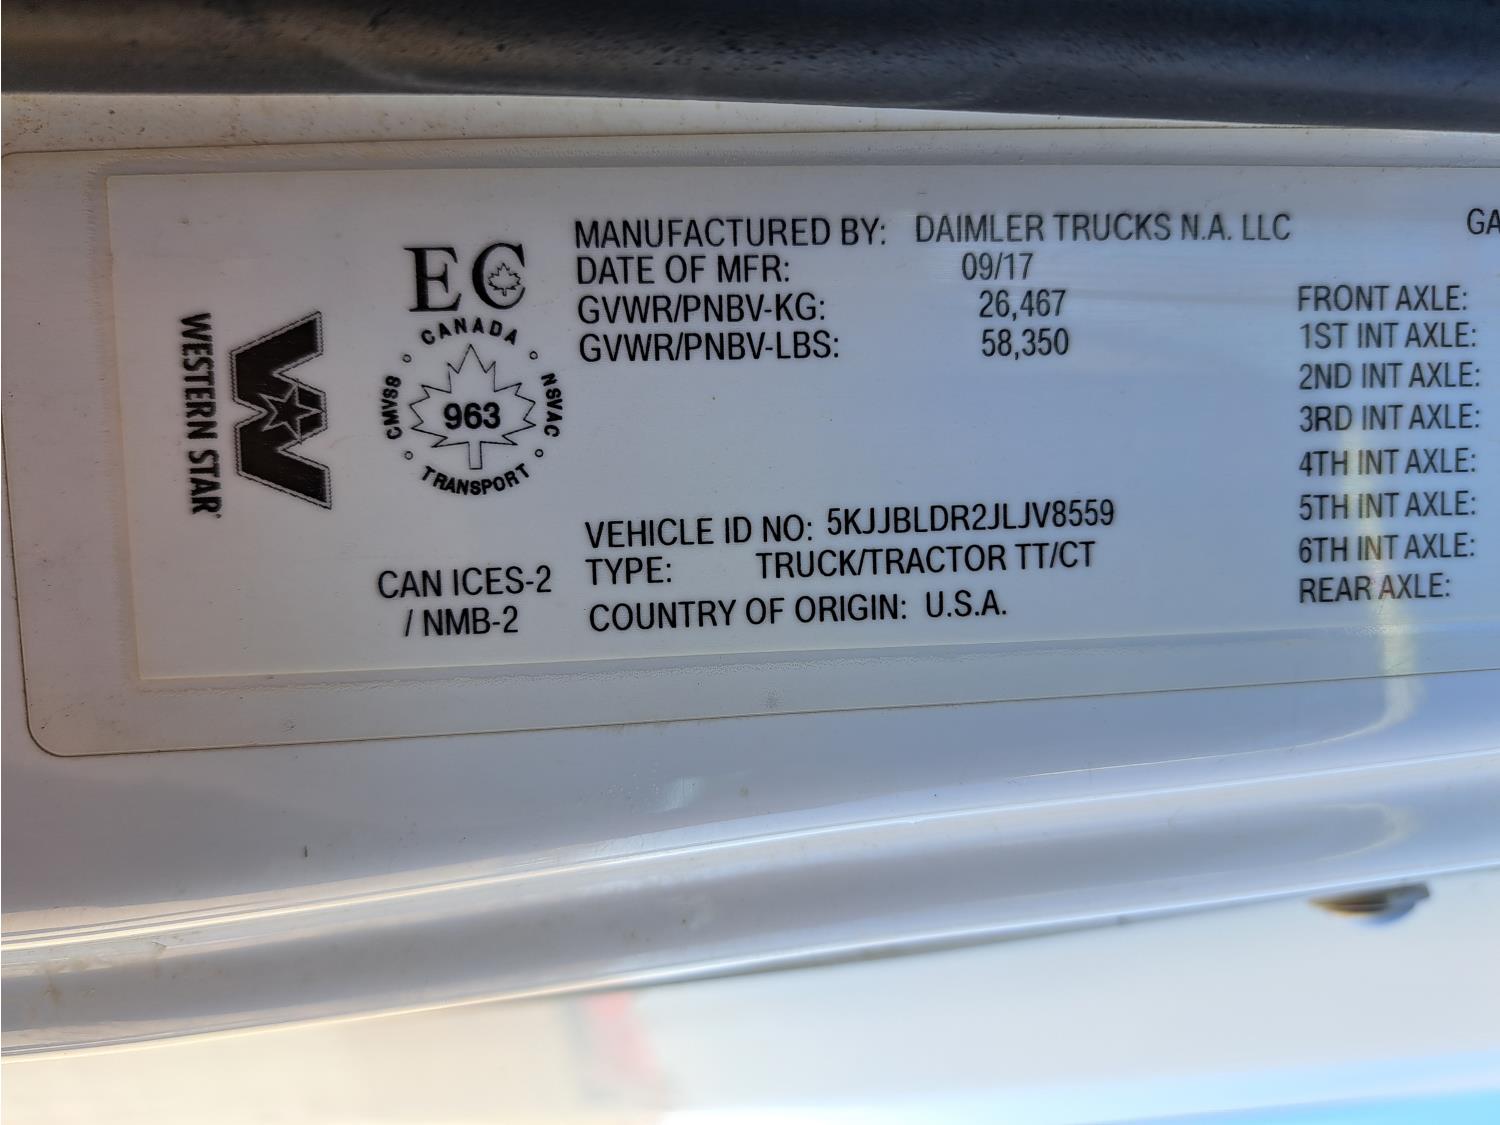 MANUFACTURED BY: DAIMLER TRUCKS N.A. LLC
DATE OF MFR: 09/17
GVWR/PNBV-KG: 26,467
GVWR/PNBV-LBS: 58,350
VEHICLE ID NO: 5KJJBLDR2JLJV8559
TYPE: TRUCK/TRACTOR TT/CT
COUNTRY OF ORIGIN: U.S.A.
WESTERN STAR
EC
CANADA
CMVSS
NSVAC
963
TRANSPORT
CAN ICES-2
/ NMB-2
GA
FRONT AXLE:
1ST INT AXLE:
2ND INT AXLE:
3RD INT AXLE:
4TH INT AXLE:
5TH INT AXLE:
6TH INT AXLE:
REAR AXLE: